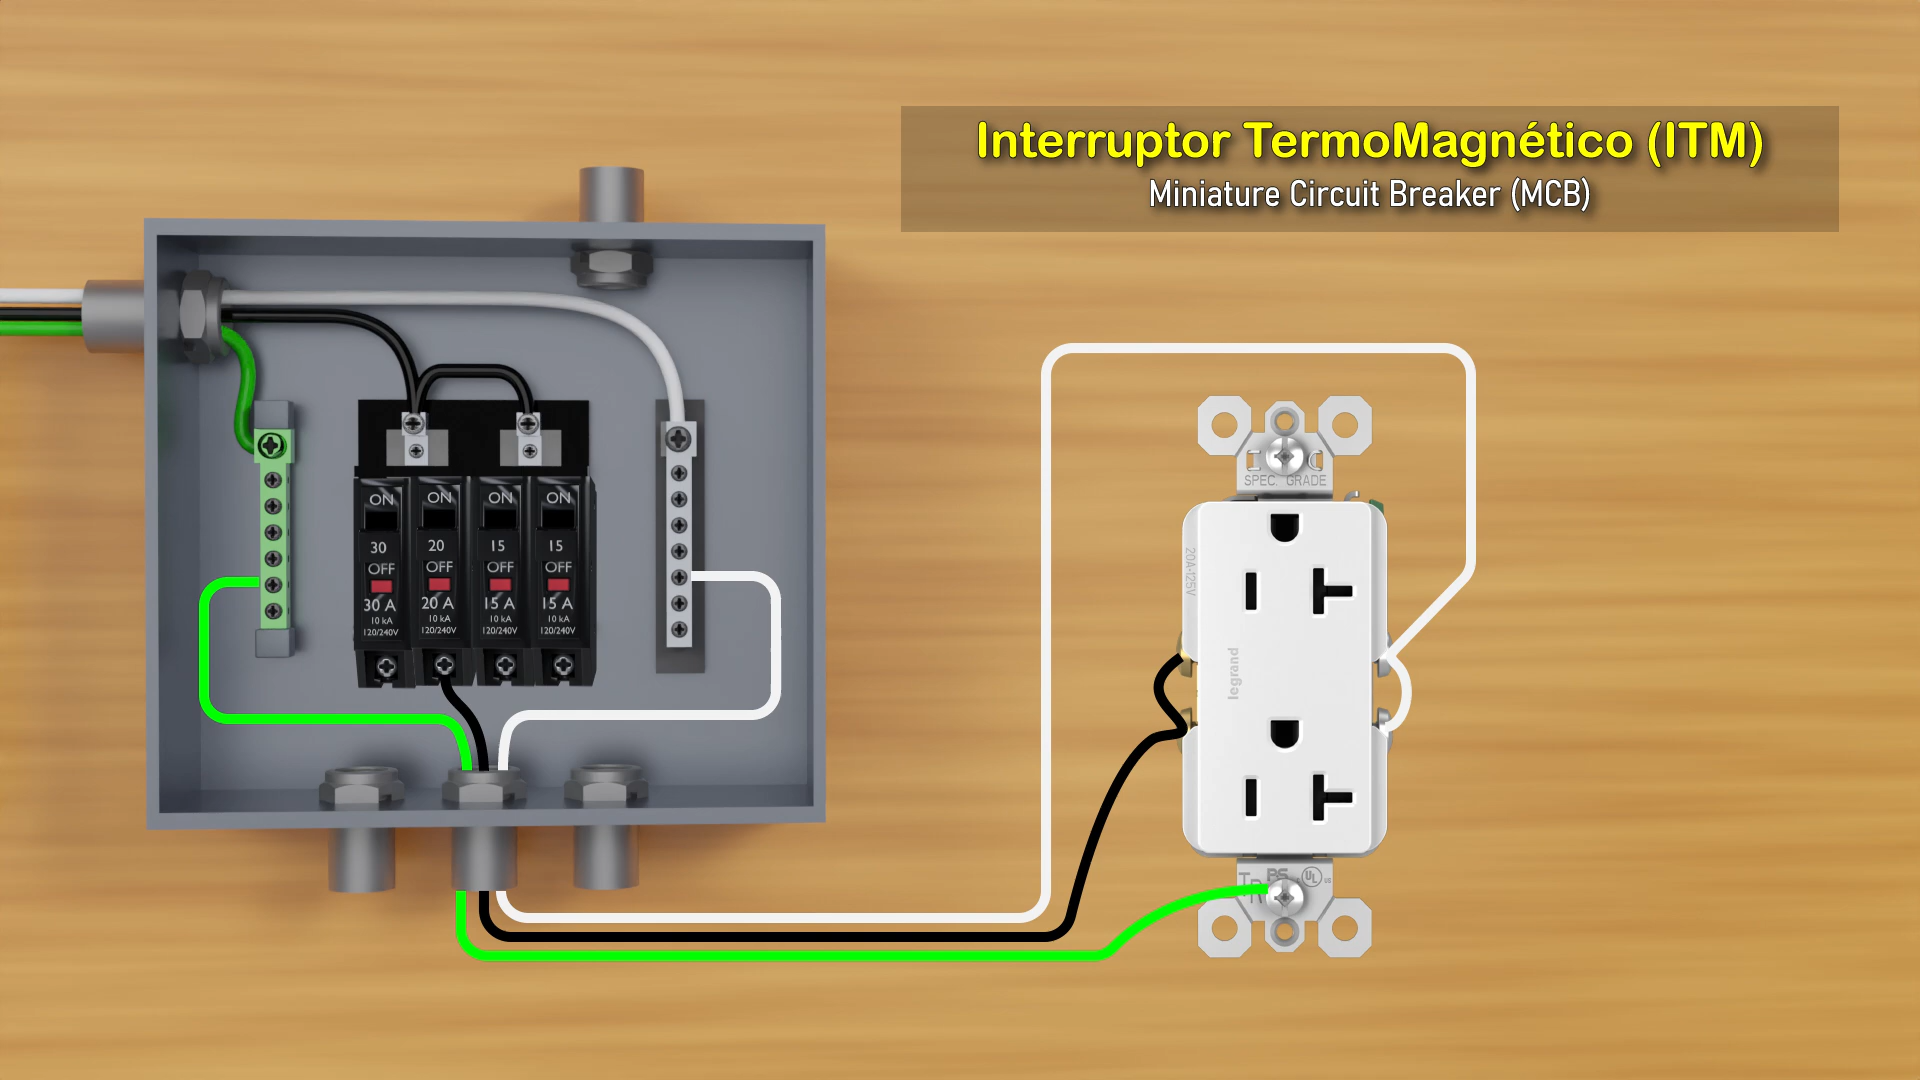 Interruptor TermoMagnético (ITM)
Miniature Circuit Breaker (MCB)
ON ON ON ON
30 20 15 15
OFF OFF OFF OFF
30 A 20 A 15 A 15 A
10 kA 10 kA 10 kA 10 kA
120/240V 120/240V 120/240V 120/240V
SPEC. GRADE
20A-125V
legrand
TR
UL